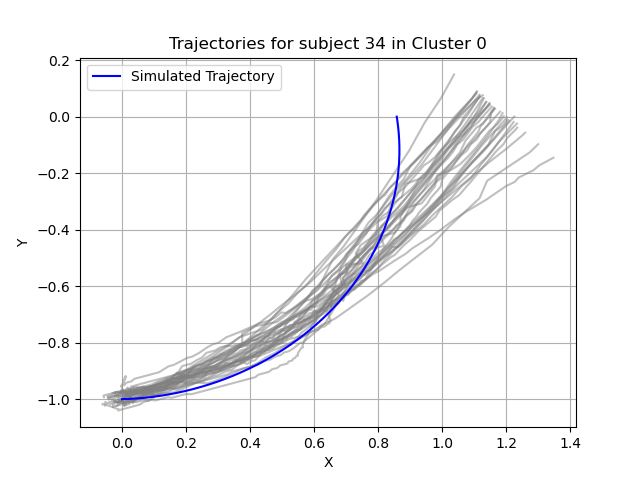 Trajectories for subject 34 in Cluster 0
Simulated Trajectory
0.2
0.0
−0.2
−0.4
−0.6
−0.8
−1.0
Y
0.0 0.2 0.4 0.6 0.8 1.0 1.2 1.4
X